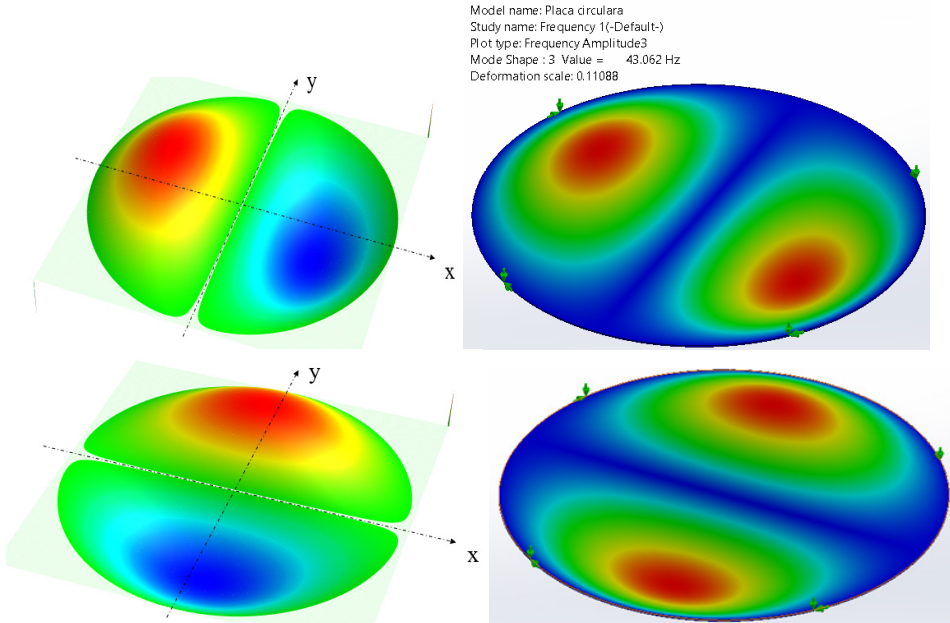 Model name: Placa circulara
Study name: Frequency 1(-Default-)
Plot type: Frequency Amplitude3
Mode Shape : 3 Value = 43.062 Hz
Deformation scale: 0.11088
y
x
y
x